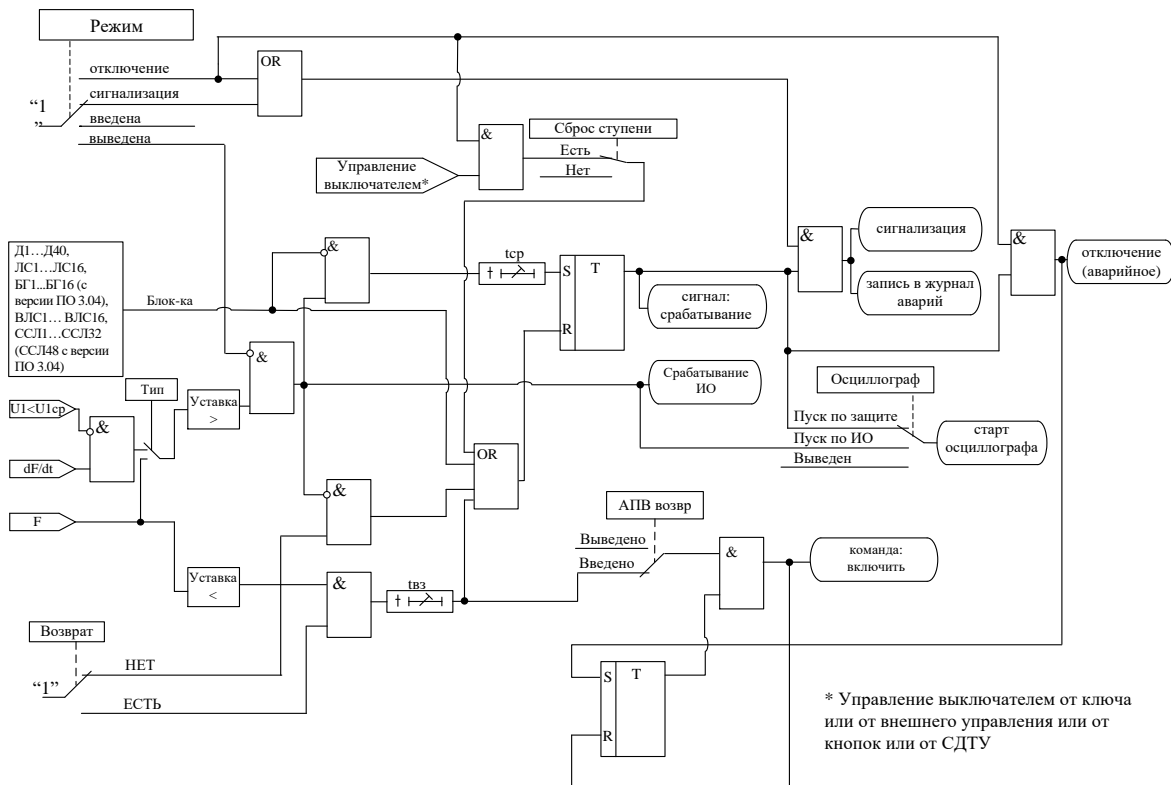 Режим
отключение
сигнализация
“1
”
введена
выведена
OR
&
Сброс ступени
Есть
Нет
Управление
выключателем*
Д1…Д40,
ЛС1…ЛС16,
БГ1...БГ16 (с
версии ПО 3.04),
ВЛС1… ВЛС16,
ССЛ1…ССЛ32
(ССЛ48 с версии
ПО 3.04)
Блок-ка
&
tср
S
T
R
сигнал:
срабатывание
&
сигнализация
запись в журнал
аварий
&
отключение
(аварийное)
&
Тип
Уставка
>
U1<U1ср
&
dF/dt
F
Срабатывание
ИО
Осциллограф
Пуск по защите
Пуск по ИО
Выведен
старт
осциллографа
OR
&
Уставка
<
&
tвз
АПВ возвр
Выведено
Введено
&
команда:
включить
Возврат
“1”
НЕТ
ЕСТЬ
S
T
R
* Управление выключателем от ключа
или от внешнего управления или от
кнопок или от СДТУ